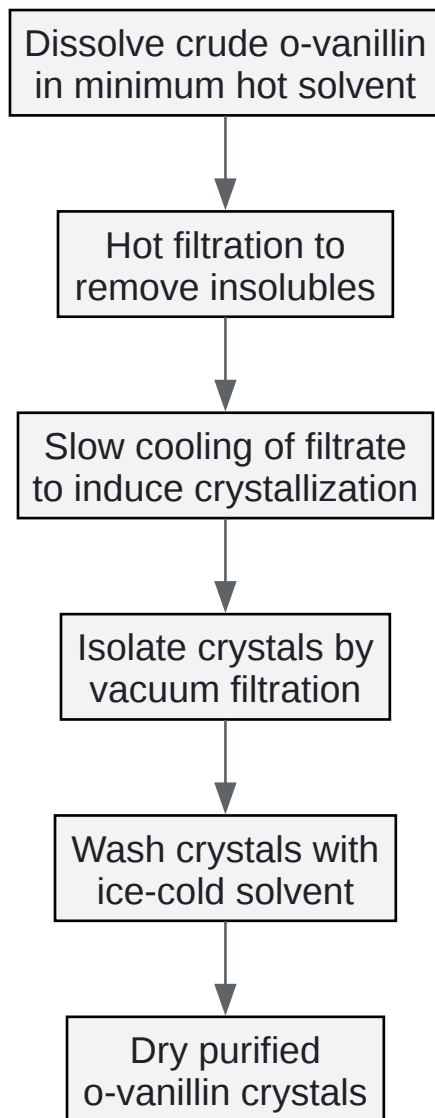 Dissolve crude o-vanillin
in minimum hot solvent
Hot filtration to
remove insolubles
Slow cooling of filtrate
to induce crystallization
Isolate crystals by
vacuum filtration
Wash crystals with
ice-cold solvent
Dry purified
o-vanillin crystals